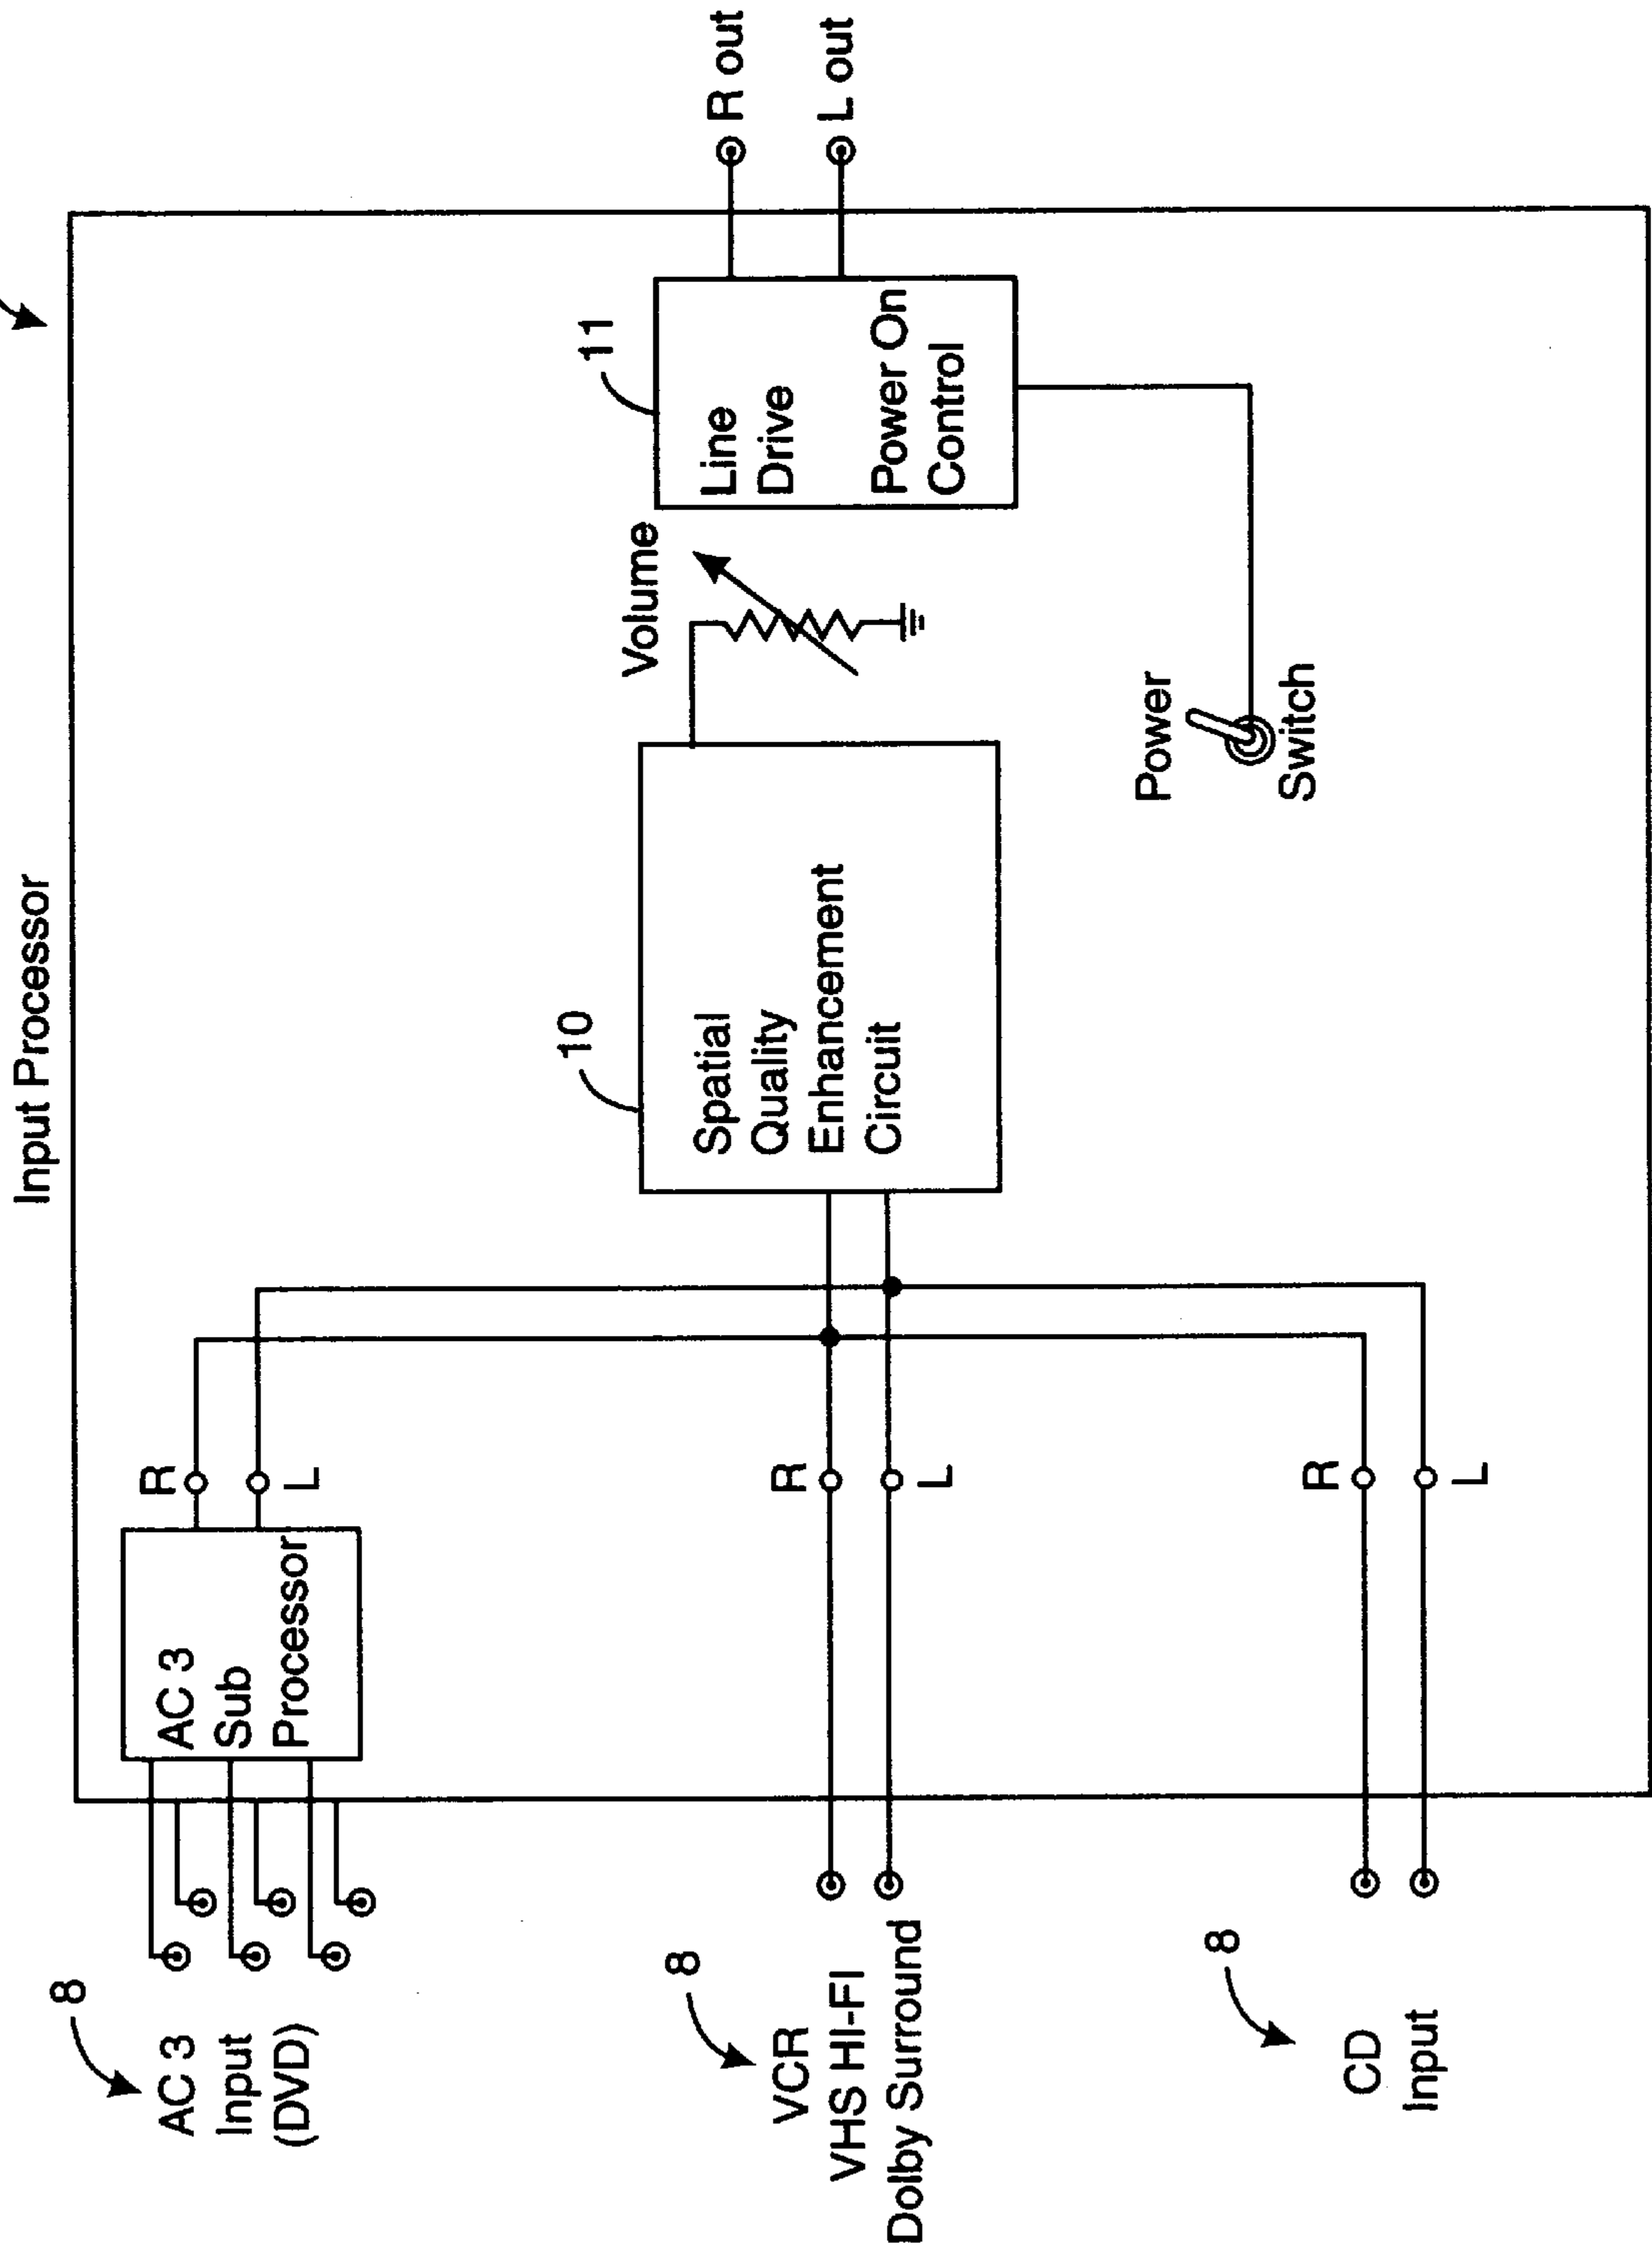 Input Processor
8
AC 3
Input
(DVD)
AC 3
Sub
Processor
R
L
8
VCR
VHS HI-FI
Dolby Surround
R
L
8
CD
Input
R
L
10
Spatial
Quality
Enhancement
Circuit
Volume
11
Line
Drive
Power On
Control
Power
Switch
R out
L out